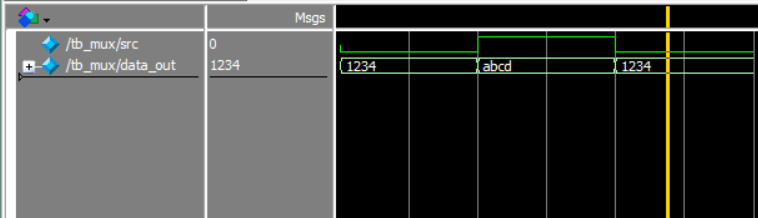 Msgs
/tb_mux/src 0
/tb_mux/data_out 1234 1234 abcd 1234